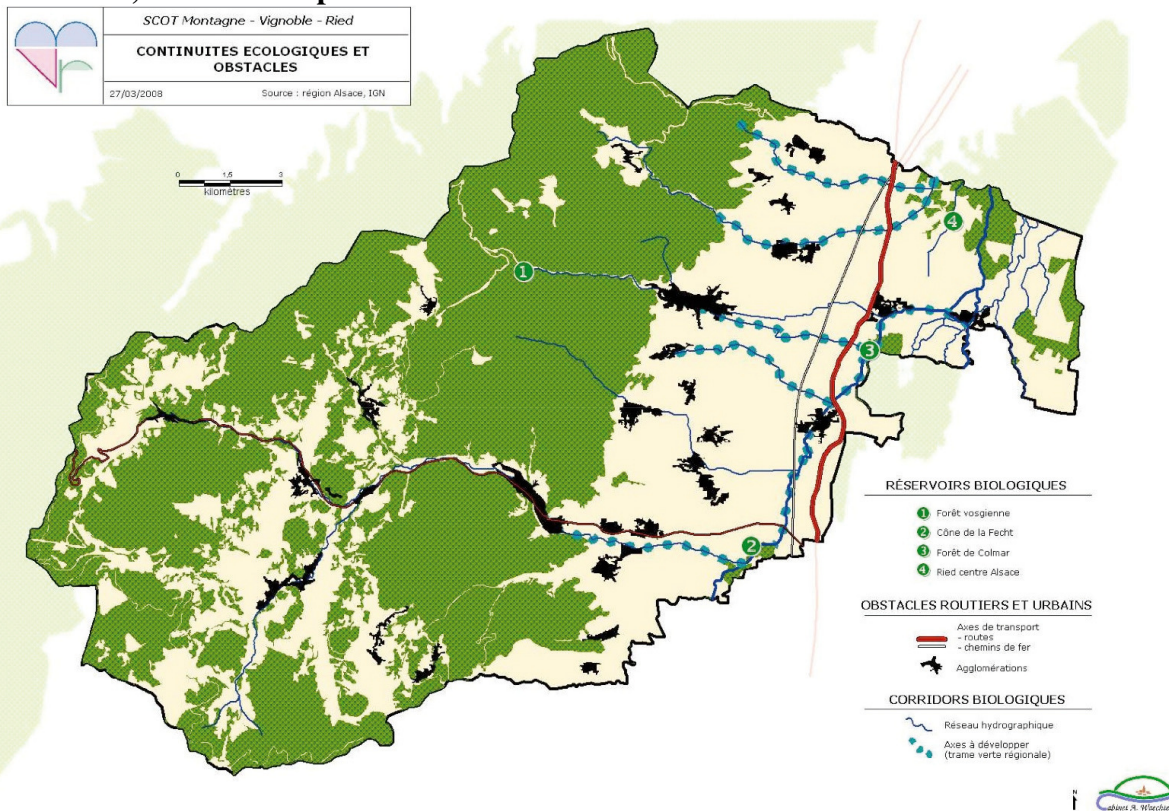 SCOT Montagne - Vignoble - Ried
CONTINUITES ECOLOGIQUES ET
OBSTACLES
27/03/2008 Source : région Alsace, IGN
0 1,5 3
kilomètres
1
4
3
2
RÉSERVOIRS BIOLOGIQUES
1 Forêt vosgienne
2 Cône de la Fecht
3 Forêt de Colmar
4 Ried centre Alsace
OBSTACLES ROUTIERS ET URBAINS
Axes de transport
- routes
- chemins de fer
Agglomérations
CORRIDORS BIOLOGIQUES
Réseau hydrographique
Axes à développer
(trame verte régionale)
N